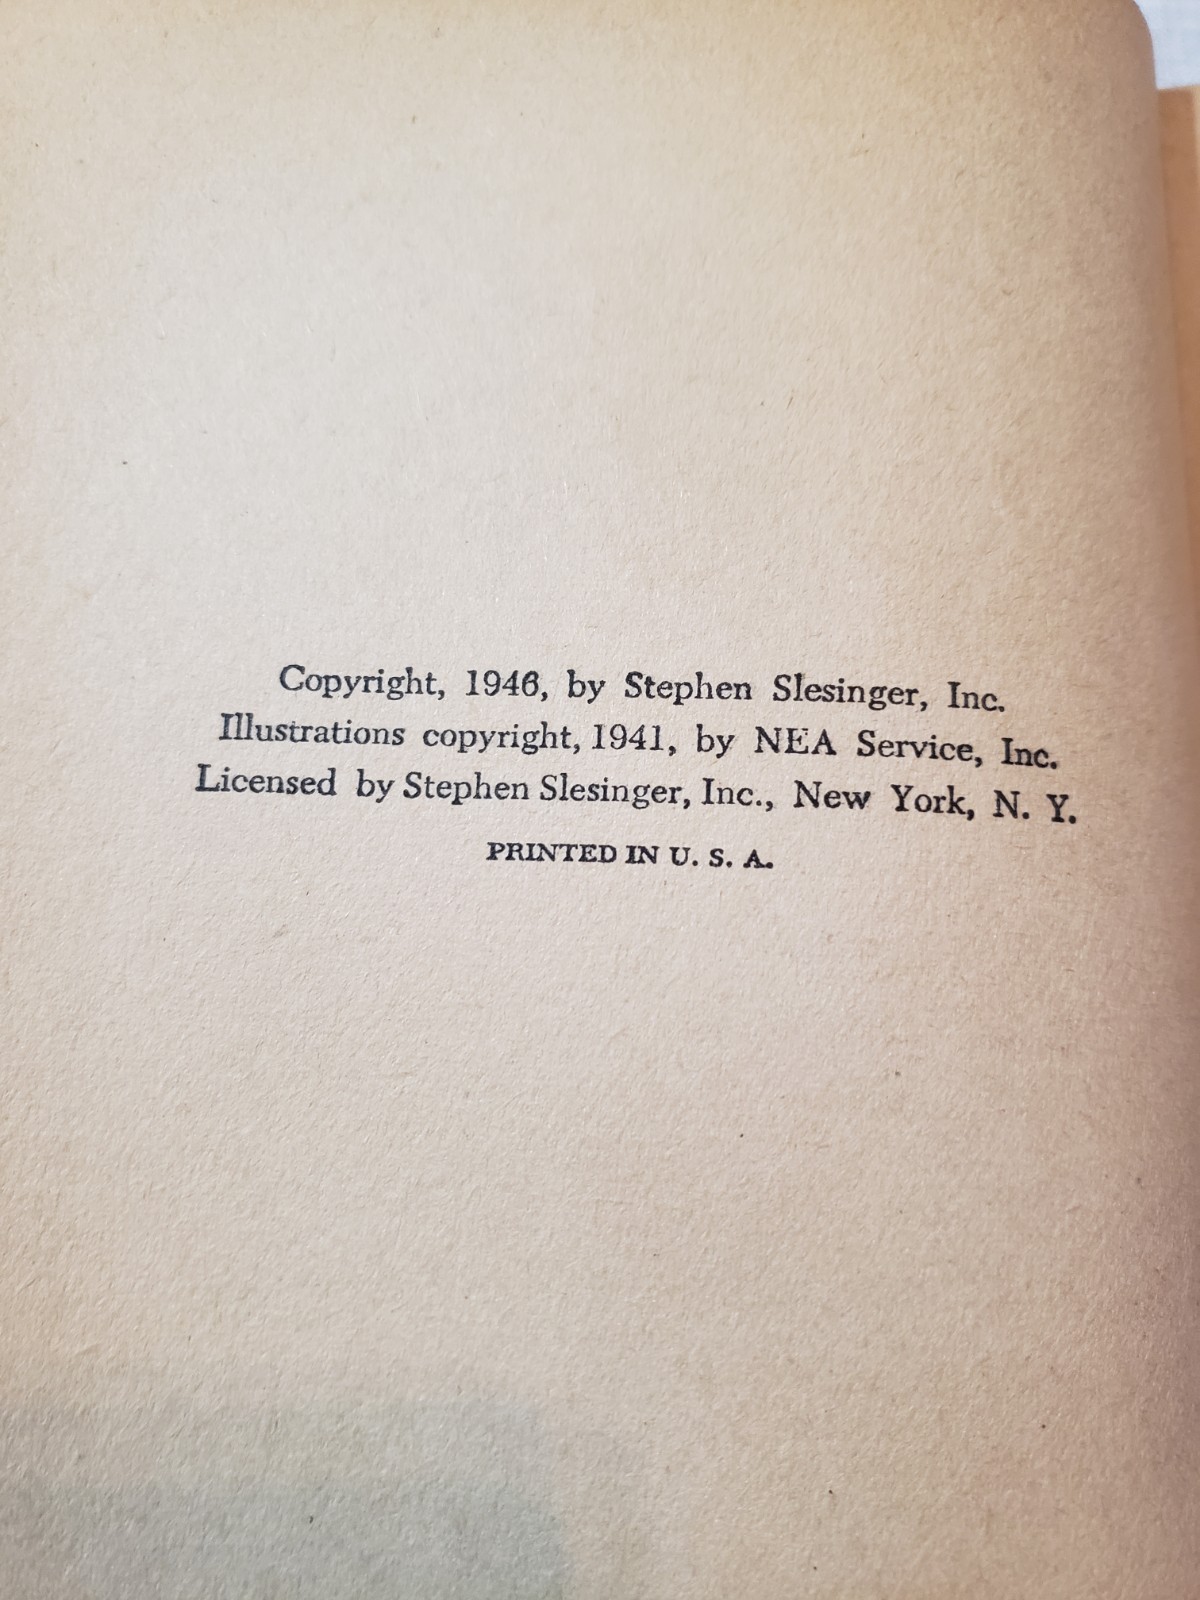 Copyright, 1946, by Stephen Slesinger, Inc.
Illustrations copyright, 1941, by NEA Service, Inc.
Licensed by Stephen Slesinger, Inc., New York, N. Y.
PRINTED IN U. S. A.